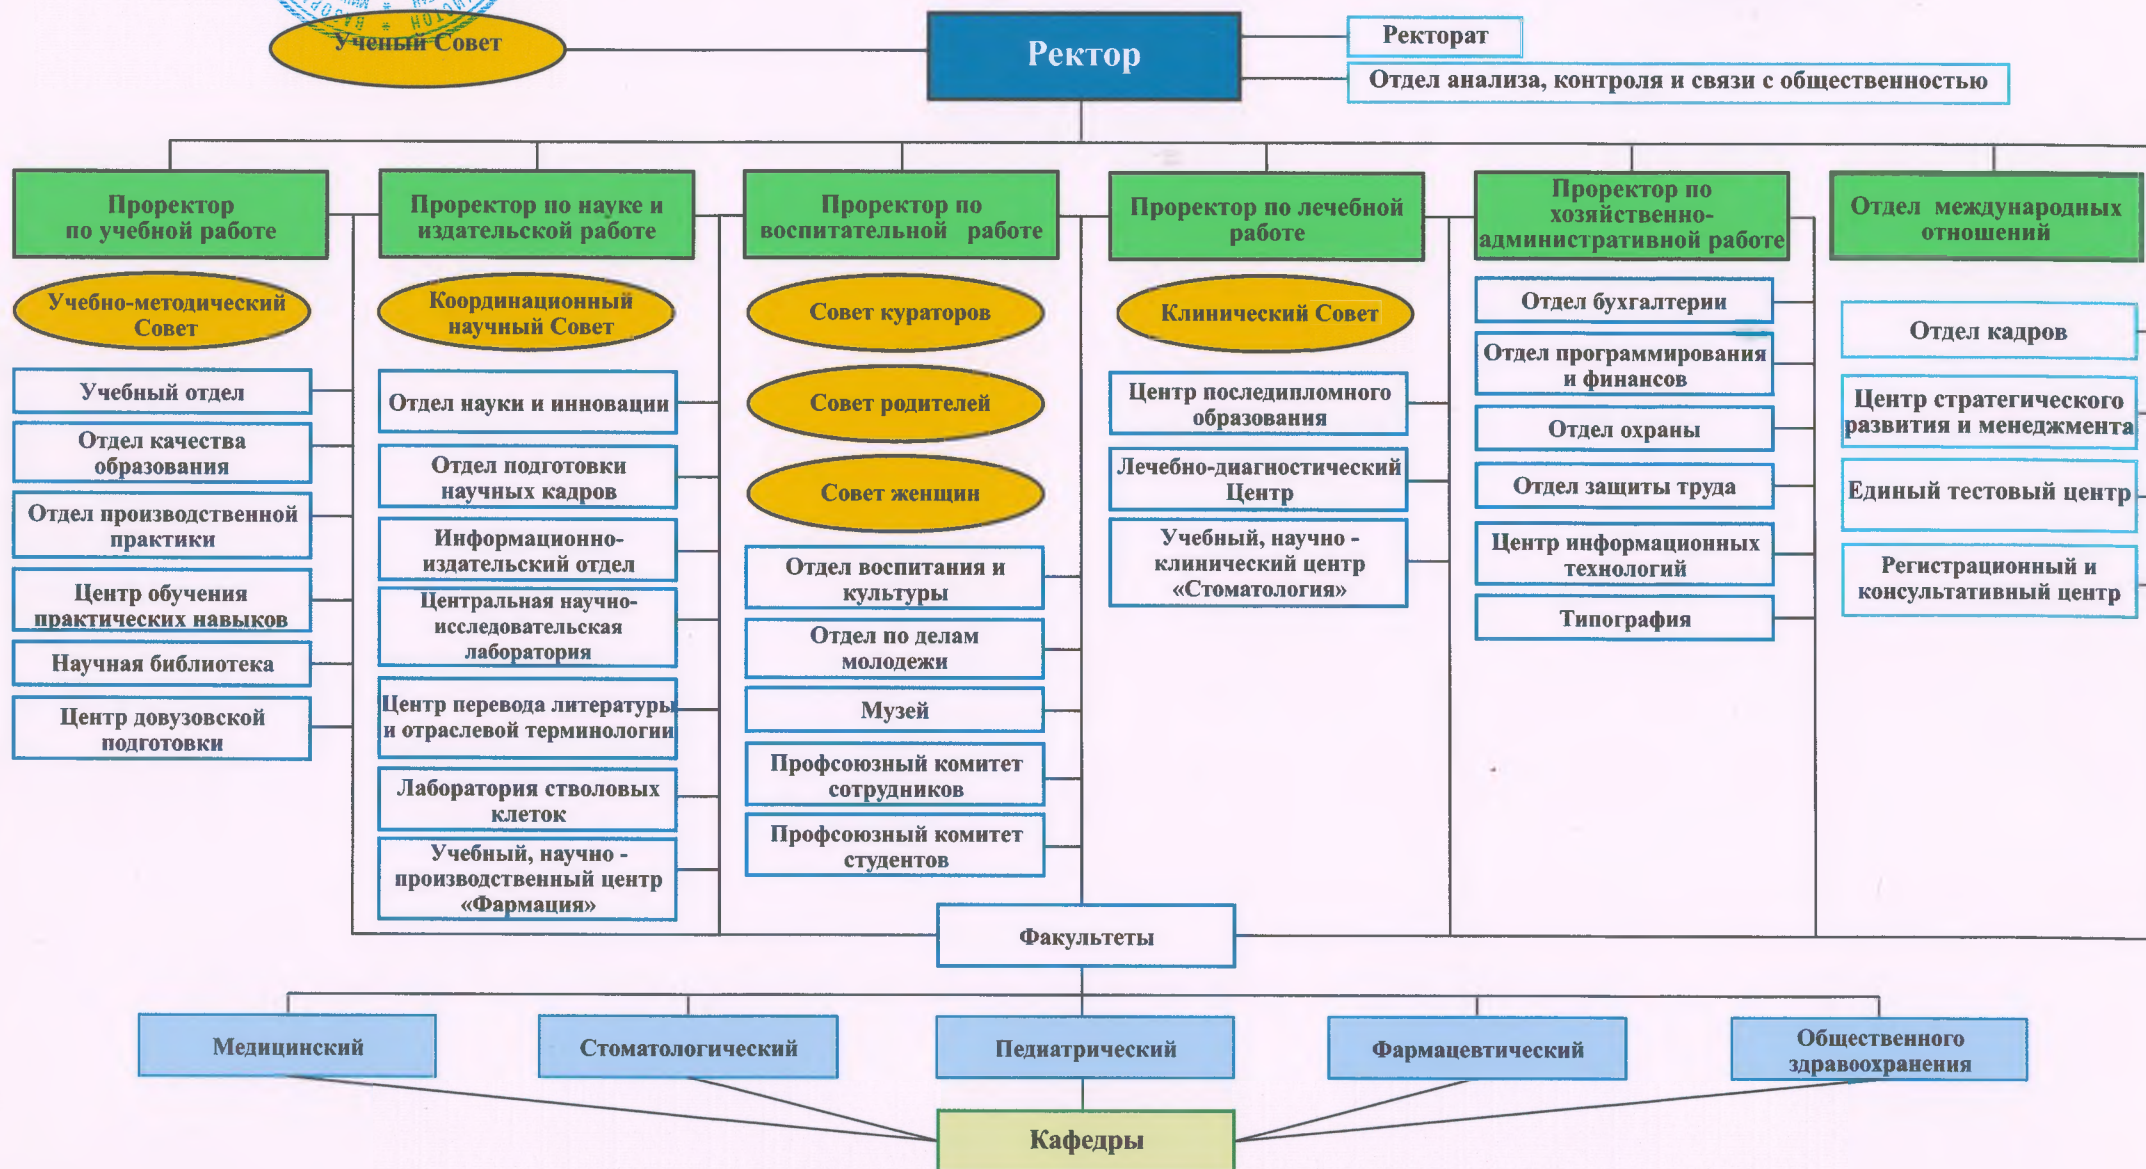 Ученый Совет
Ректор
Ректорат
Отдел анализа, контроля и связи с общественностью
Проректор
по учебной работе
Проректор по науке и
издательской работе
Проректор по
воспитательной работе
Проректор по лечебной
работе
Проректор по
хозяйственно-
административной работе
Отдел международных
отношений
Учебно-методический
Совет
Учебный отдел
Отдел качества
образования
Отдел производственной
практики
Центр обучения
практических навыков
Научная библиотека
Центр довузовской
подготовки
Координационный
научный Совет
Отдел науки и инновации
Отдел подготовки
научных кадров
Информационно-
издательский отдел
Центральная научно-
исследовательская
лаборатория
Центр перевода литературы
и отраслевой терминологии
Лаборатория стволовых
клеток
Учебный, научно -
производственный центр
«Фармация»
Совет кураторов
Совет родителей
Совет женщин
Отдел воспитания и
культуры
Отдел по делам
молодежи
Музей
Профсоюзный комитет
сотрудников
Профсоюзный комитет
студентов
Клинический Совет
Центр последипломного
образования
Лечебно-диагностический
Центр
Учебный, научно -
клинический центр
«Стоматология»
Отдел бухгалтерии
Отдел программирования
и финансов
Отдел охраны
Отдел защиты труда
Центр информационных
технологий
Типография
Отдел кадров
Центр стратегического
развития и менеджмента
Единый тестовый центр
Регистрационный и
консультативный центр
Факультеты
Медицинский
Стоматологический
Педиатрический
Фармацевтический
Общественного
здравоохранения
Кафедры